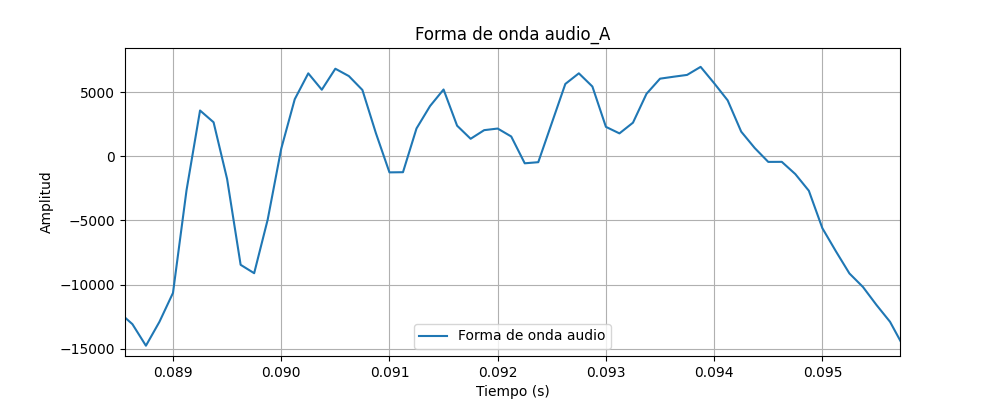 Forma de onda audio_A
Amplitud
5000
0
−5000
−10000
−15000
Forma de onda audio
0.089 0.090 0.091 0.092 0.093 0.094 0.095
Tiempo (s)